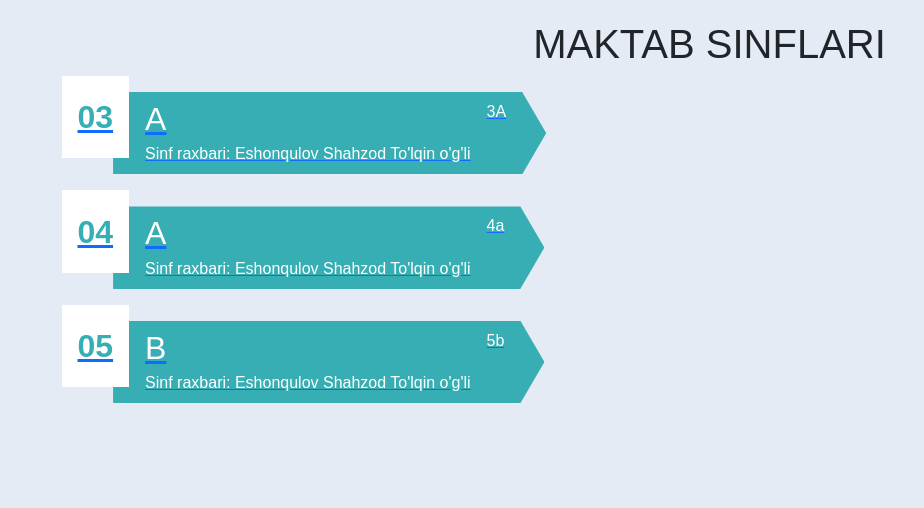 MAKTAB SINFLARI
03
A
3A
Sinf raxbari: Eshonqulov Shahzod To'lqin o'g'li
04
A
4a
Sinf raxbari: Eshonqulov Shahzod To'lqin o'g'li
05
B
5b
Sinf raxbari: Eshonqulov Shahzod To'lqin o'g'li